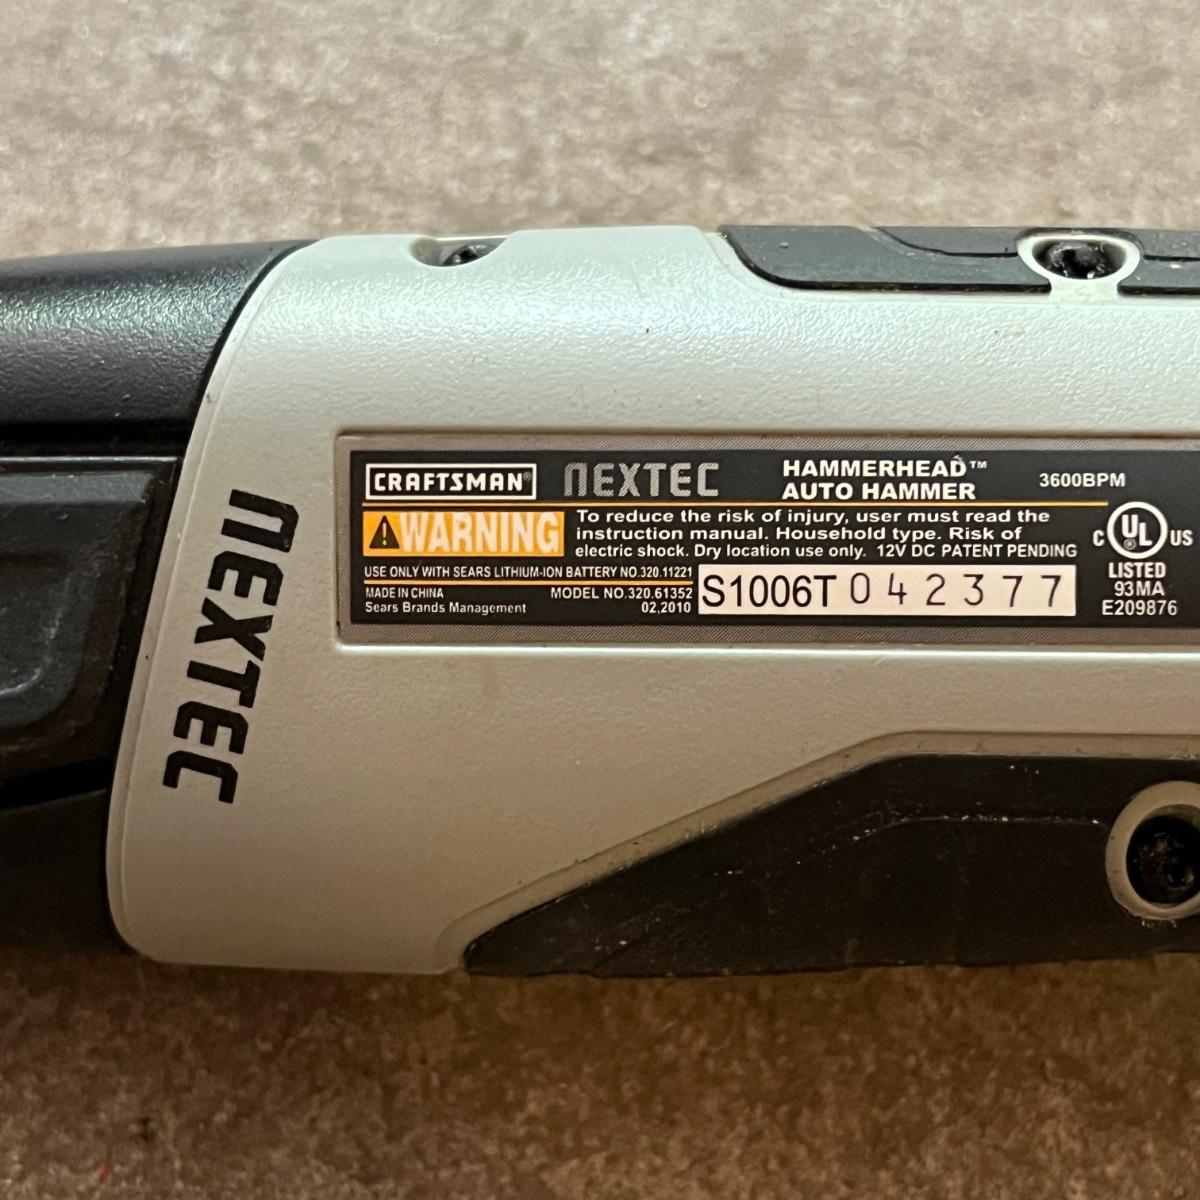 CRAFTSMAN® NEXTEC HAMMERHEAD™ AUTO HAMMER 3600BPM
⚠WARNING
To reduce the risk of injury, user must read the
instruction manual. Household type. Risk of
electric shock. Dry location use only. 12V DC PATENT PENDING
USE ONLY WITH SEARS LITHIUM-ION BATTERY NO.320.11221
MADE IN CHINA MODEL NO.320.61352
Sears Brands Management 02,2010
S1006T 042377
C UL® US
LISTED
93MA
E209876
NEXTEC